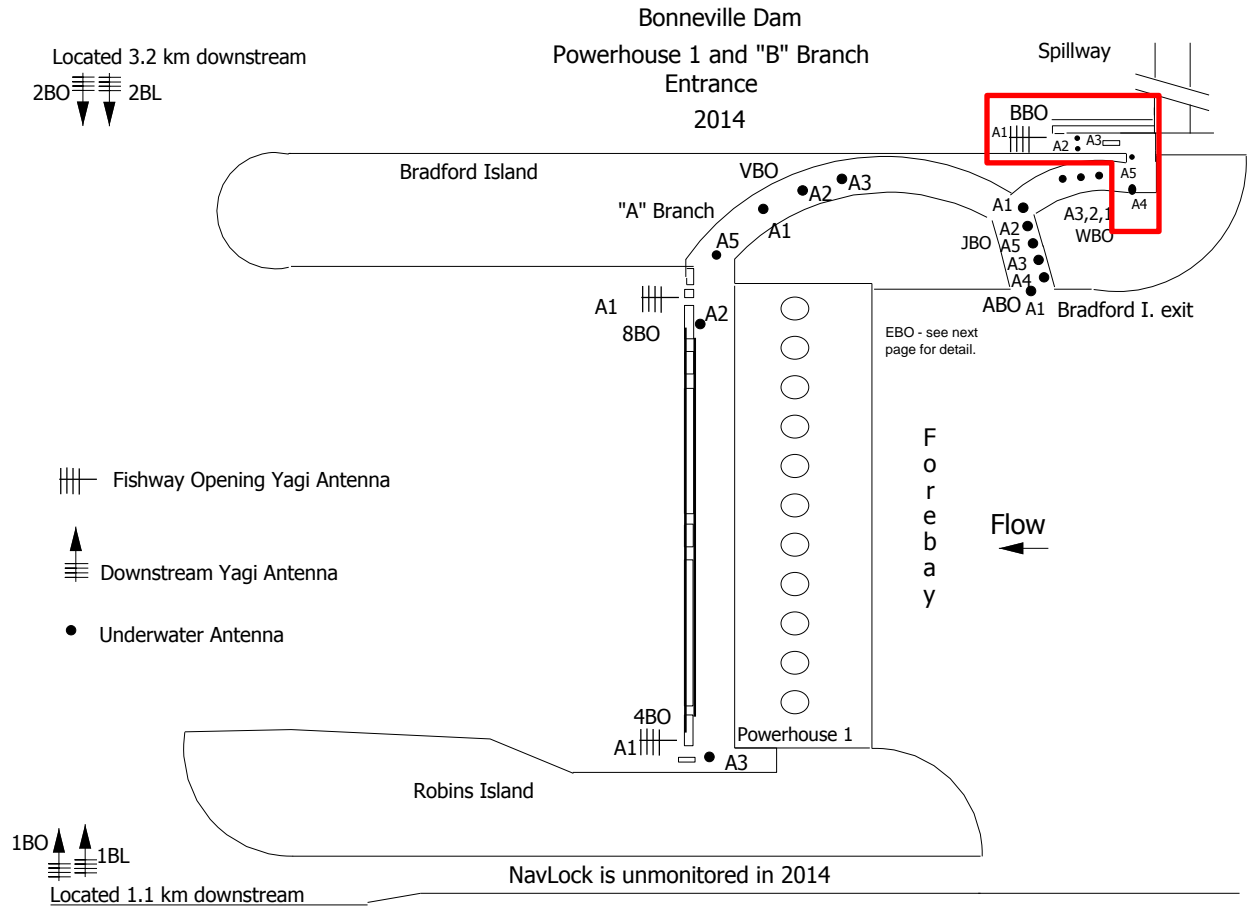 Bonneville Dam
Powerhouse 1 and "B" Branch
Entrance
2014
Located 3.2 km downstream
2BO
2BL
Spillway
BBO
A1
A2
A3
A5
A4
A3,2,1
WBO
Bradford Island
VBO
"A" Branch
A3
A2
A1
A5
A1
A2
JBO
A5
A3
A4
ABO
A1
Bradford I. exit
A1
8BO
A2
EBO - see next
page for detail.
Forebay
Flow
Fishway Opening Yagi Antenna
Downstream Yagi Antenna
Underwater Antenna
4BO
A1
A3
Powerhouse 1
Robins Island
1BO
1BL
Located 1.1 km downstream
NavLock is unmonitored in 2014